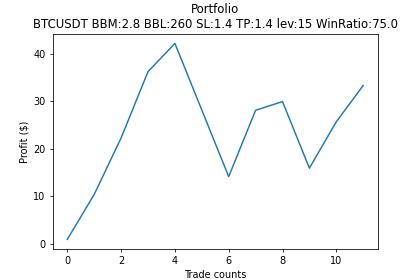 Portfolio
BTCUSDT BBM:2.8 BBL:260 SL:1.4 TP:1.4 lev:15 WinRatio:75.0
40
30
20
10
0
Profit ($)
0 2 4 6 8 10
Trade counts